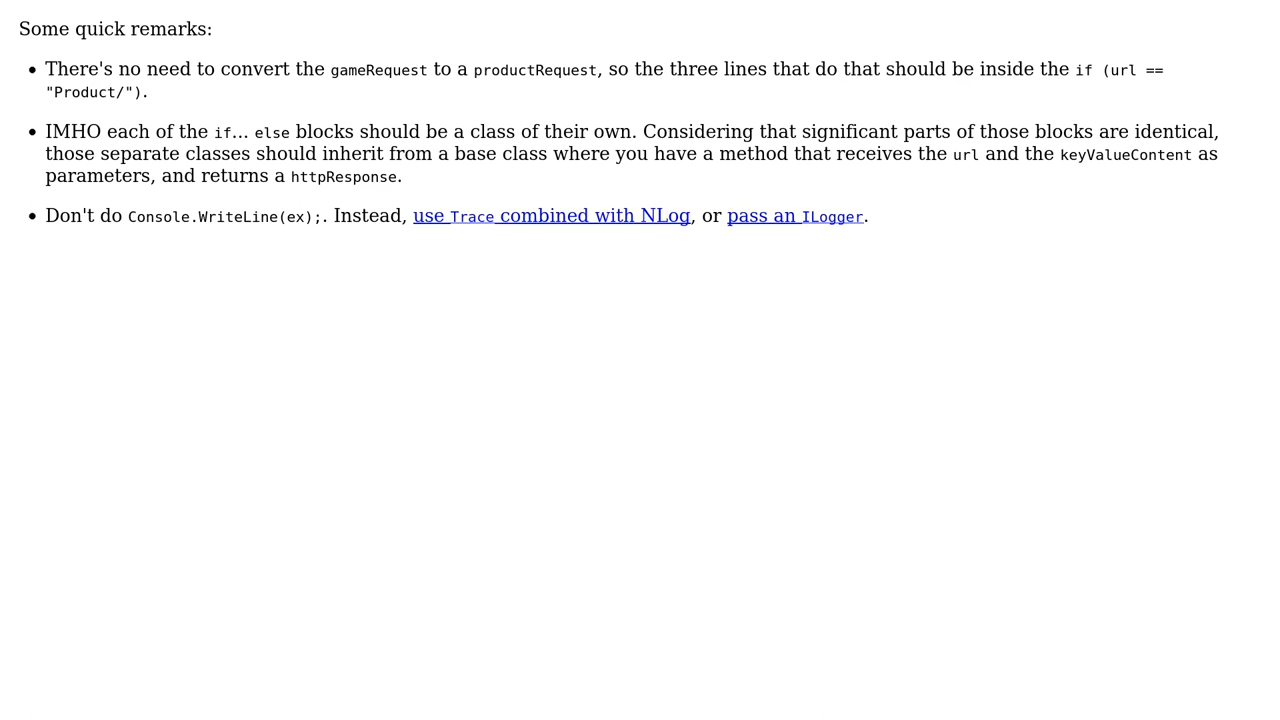 Some quick remarks:
• There's no need to convert the gameRequest to a productRequest, so the three lines that do that should be inside the if (url ==
"Product/").
• IMHO each of the if... else blocks should be a class of their own. Considering that significant parts of those blocks are identical,
those separate classes should inherit from a base class where you have a method that receives the url and the keyValueContent as
parameters, and returns a httpResponse.
• Don't do Console.WriteLine(ex);. Instead, use Trace combined with NLog, or pass an ILogger.